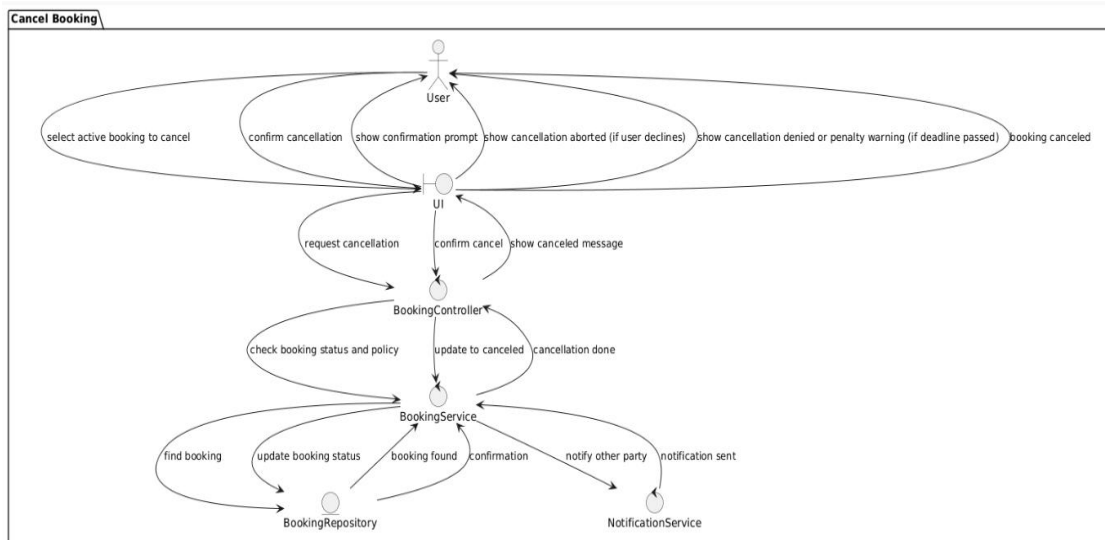 Cancel Booking
User
select active booking to cancel
confirm cancellation
show confirmation prompt
show cancellation aborted (if user declines)
show cancellation denied or penalty warning (if deadline passed)
booking canceled
UI
request cancellation
confirm cancel
show canceled message
BookingController
check booking status and policy
update to canceled
cancellation done
BookingService
find booking
update booking status
booking found
confirmation
notify other party
notification sent
BookingRepository
NotificationService